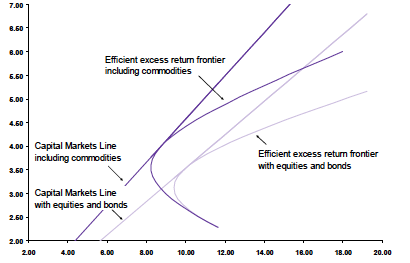 7.00
6.50
6.00
5.50
5.00
4.50
4.00
3.50
3.00
2.50
2.00
Efficient excess return frontier
including commodities
Capital Markets Line
including commodities
Efficient excess return frontier
with equities and bonds
Capital Markets Line
with equities and bonds
2.00 4.00 6.00 8.00 10.00 12.00 14.00 16.00 18.00 20.00